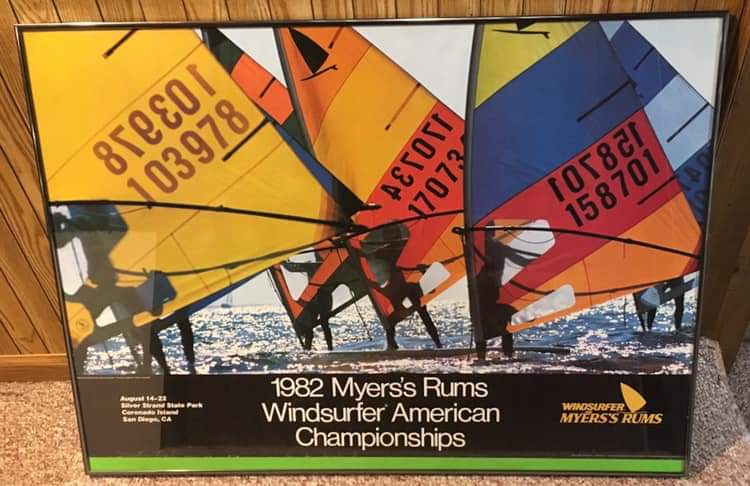 103978
103978
170734
17073
158701
158701
August 14-22
Silver Strand State Park
Coronado Island
San Diego, CA
1982 Myers's Rums
Windsurfer American
Championships
WINDSURFER
MYERS'S RUMS